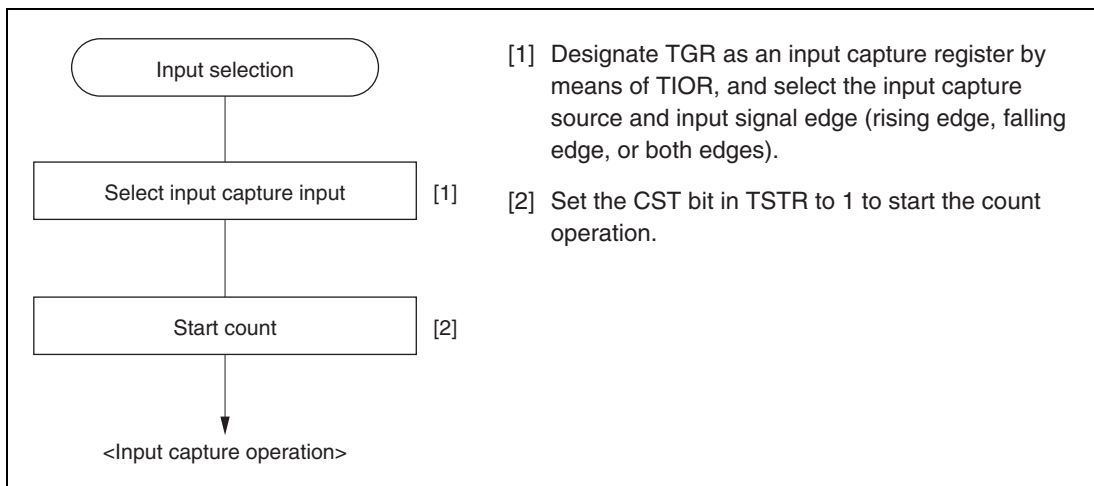 Input selection
Select input capture input [1]
Start count [2]
<Input capture operation>
[1] Designate TGR as an input capture register by
means of TIOR, and select the input capture
source and input signal edge (rising edge, falling
edge, or both edges).
[2] Set the CST bit in TSTR to 1 to start the count
operation.